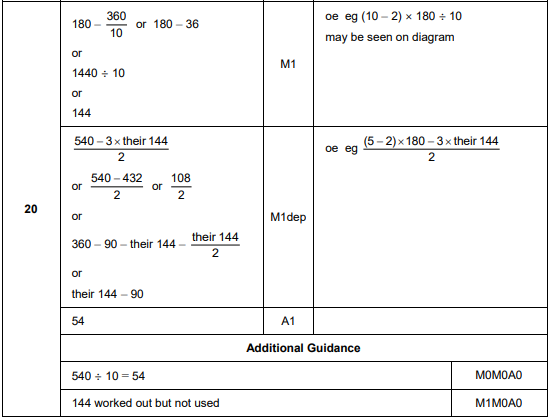 20
180 – 360/10 or 180 – 36
or
1440 ÷ 10
or
144
M1
oe eg (10 – 2) × 180 ÷ 10
may be seen on diagram
(540 – 3 × their 144)/2
or (540 – 432)/2 or 108/2
or
360 – 90 – their 144 – their 144/2
or
their 144 – 90
M1dep
oe eg ((5 – 2) × 180 – 3 × their 144)/2
54
A1
Additional Guidance
540 ÷ 10 = 54
M0M0A0
144 worked out but not used
M1M0A0